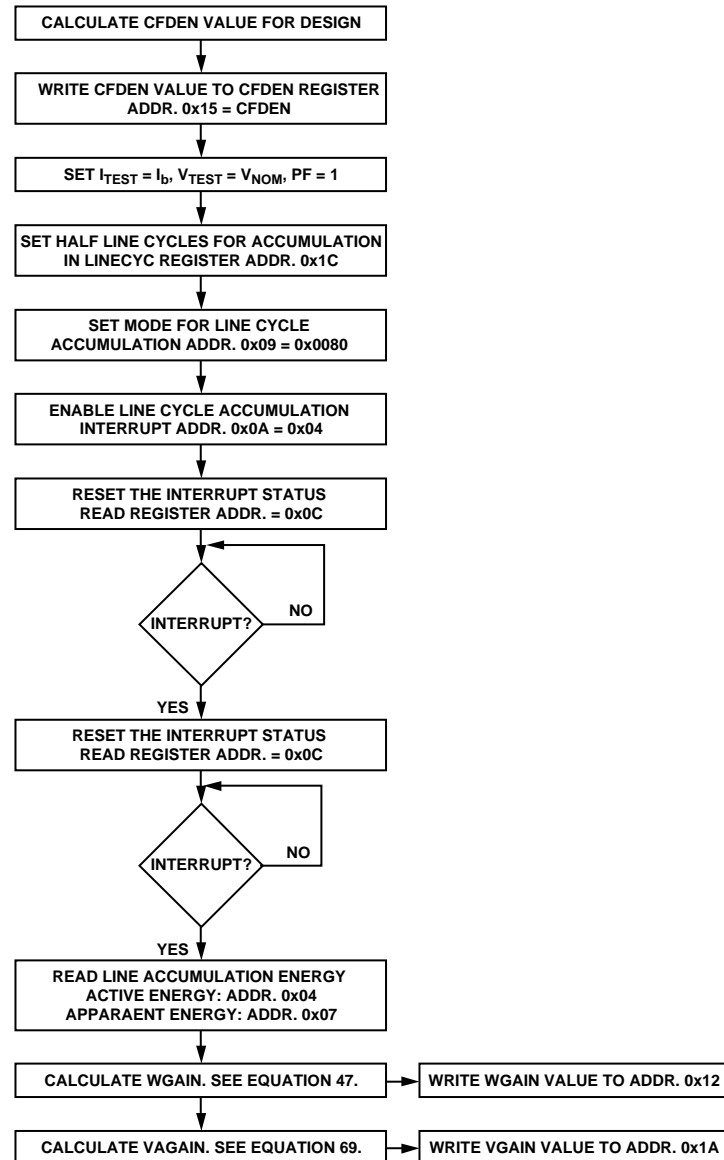 CALCULATE CFDEN VALUE FOR DESIGN
WRITE CFDEN VALUE TO CFDEN REGISTER
ADDR. 0x15 = CFDEN
SET I_TEST = I_b, V_TEST = V_NOM, PF = 1
SET HALF LINE CYCLES FOR ACCUMULATION
IN LINECYC REGISTER ADDR. 0x1C
SET MODE FOR LINE CYCLE
ACCUMULATION ADDR. 0x09 = 0x0080
ENABLE LINE CYCLE ACCUMULATION
INTERRUPT ADDR. 0x0A = 0x04
RESET THE INTERRUPT STATUS
READ REGISTER ADDR. = 0x0C
NO
INTERRUPT?
YES
RESET THE INTERRUPT STATUS
READ REGISTER ADDR. = 0x0C
NO
INTERRUPT?
YES
READ LINE ACCUMULATION ENERGY
ACTIVE ENERGY: ADDR. 0x04
APPARAENT ENERGY: ADDR. 0x07
CALCULATE WGAIN. SEE EQUATION 47.
WRITE WGAIN VALUE TO ADDR. 0x12
CALCULATE VAGAIN. SEE EQUATION 69.
WRITE VGAIN VALUE TO ADDR. 0x1A